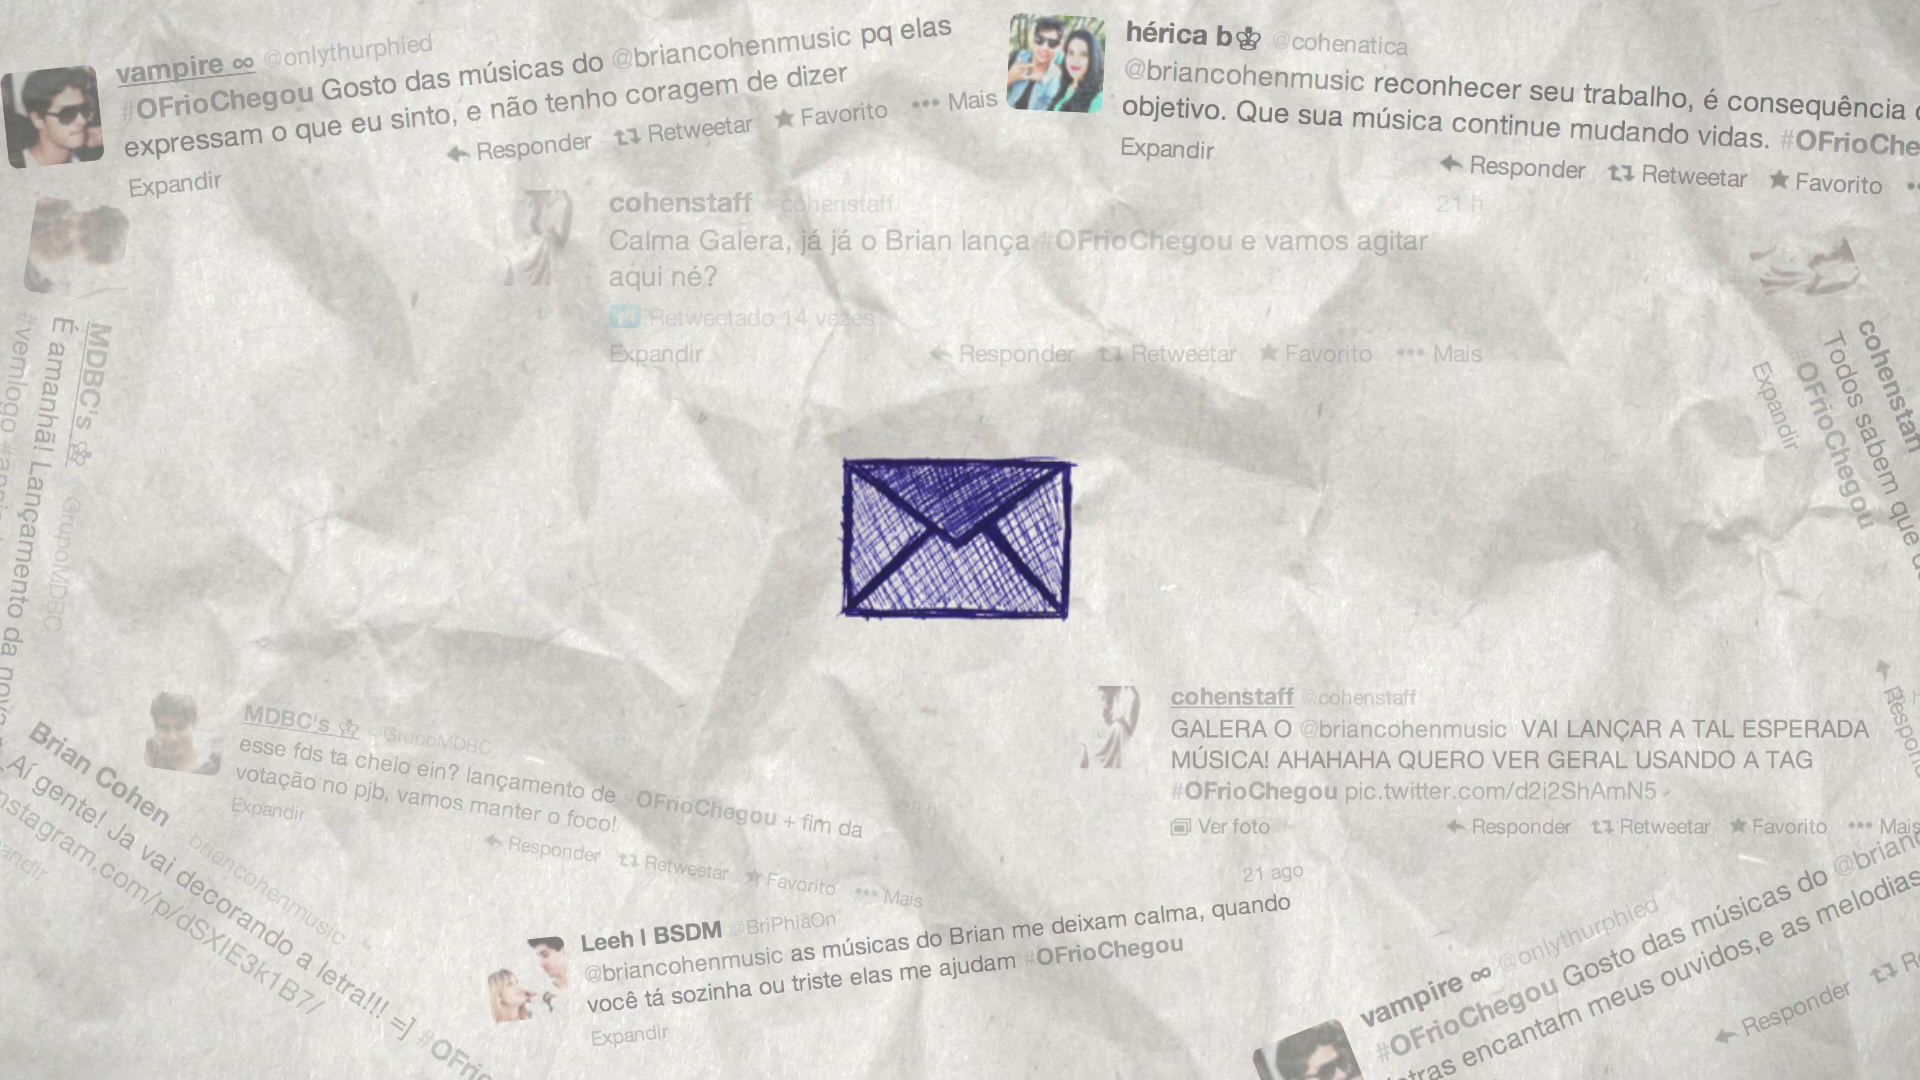 vampire ∞ @onlythurphied
#OFrioChegou Gosto das músicas do @briancohenmusic pq elas
expressam o que eu sinto, e não tenho coragem de dizer
Expandir Responder Retweetar Favorito ••• Mais
hérica b♔ @cohenatica
@briancohenmusic reconhecer seu trabalho, é consequência
objetivo. Que sua música continue mudando vidas. #OFrioChe
Expandir Responder Retweetar Favorito
cohenstaff @cohenstaff 21 h
Calma Galera, já já o Brian lança #OFrioChegou e vamos agitar
aqui né?
Retweetado 14 vezes
Expandir Responder Retweetar Favorito ••• Mais
MDBC's ♔ @GrupoMDBC
É amanhã! Lançamento da nova
#vemlogo
cohenstaff
Todos sabem que
#OFrioChegou
Expandir
MDBC's ♔ @GrupoMDBC
esse fds ta cheio ein? lançamento de #OFrioChegou + fim da
votação no pjb, vamos manter o foco!
Expandir Responder Retweetar Favorito ••• Mais
cohenstaff @cohenstaff
GALERA O @briancohenmusic VAI LANÇAR A TAL ESPERADA
MÚSICA! AHAHAHA QUERO VER GERAL USANDO A TAG
#OFrioChegou pic.twitter.com/d2i2ShAmN5
Ver foto Responder Retweetar Favorito ••• Mais
Brian Cohen briancohenmusic
Aí gente! Ja vai decorando a letra!!! =] #OFrio
nstagram.com/p/dSXIE3k1B7/
andir
21 ago
Leeh l BSDM @BriPhiaOn
@briancohenmusic as músicas do Brian me deixam calma, quando
você tá sozinha ou triste elas me ajudam #OFrioChegou
Expandir
vampire ∞ @onlythurphied
#OFrioChegou Gosto das músicas do @brianc
etras encantam meus ouvidos,e as melodias
Responder